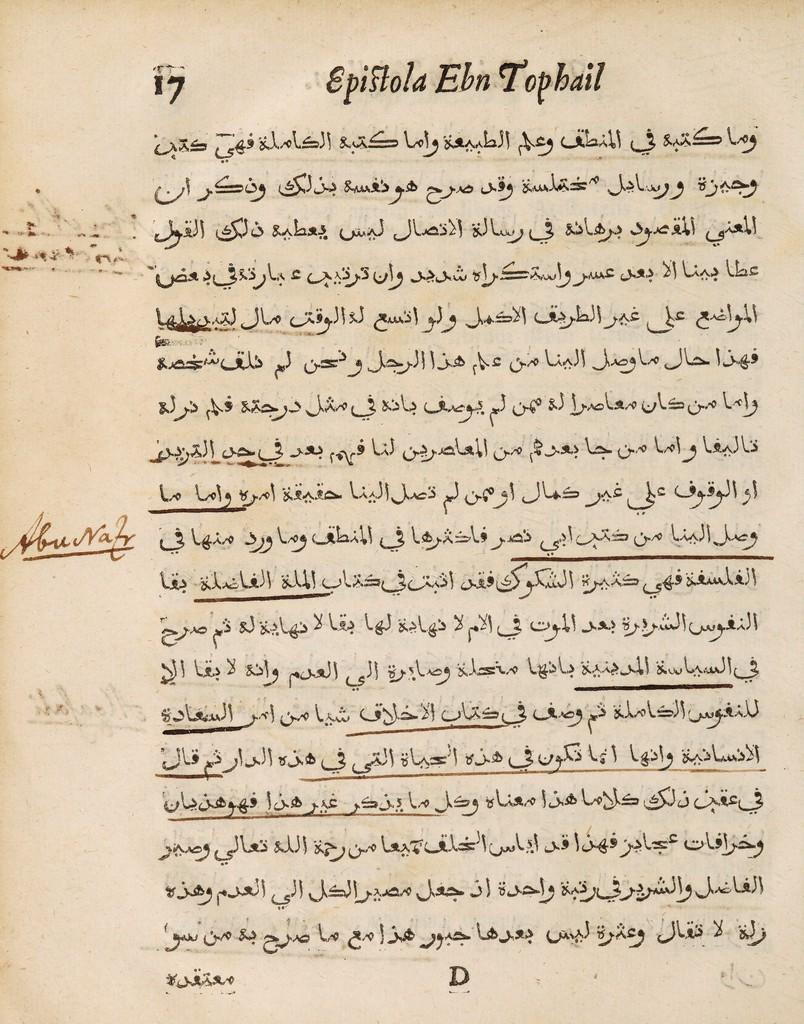 17 Epistola Ebn Tophail
وما كتبه في المنطق وعلم الطبيعة واما كتبه الكاملة فهي كتب
وجيزة ورسايل مختلسة وقد صرح هو نفسه بذلك وذكر ان
المعني المقصود برهانه في رسالة الاتصال ليس يعطيه ذلك القول
عطا بينا الا بعد عسر واستكراه شديد وان ترتيب عبارته في بعض
المواضع علي غير الطريف الاكمل ولو اتسع له الوقت مال لتبديلها
فهذا حال ما وصل الينا من علم هذا الرجل ونحن لم نلق شخصه
واما من كان معاصرا له ممن لم يوصف بانه في مثل درجته فلم نر له
تاليفا واما من جا بعدهم من المعاصرين لنا فهم بعد في حد التزيد
او الوقوف علي غير كمال او ممن لم تصل الينا حقيقة امره واما ما
Abu Nazr
وصل الينا من كتب ابي نصر فاكثرها في المنطق وما ورد منها في
الفلسفة فهي كثيرة الشكوك فقد اثبت في كتاب الملة الفاضلة بقا
النفوس الشريرة بعد الموت في الام لا نهاية لها بقا لا نهاية له ثم صرح
في السياسة المدينية بانها منحلة وصايرة الي العدم وانه لا بقا الا
للنفوس الكاملة ثم وصف في كتاب الاخلاق شيا من امر السعادة
الانسانية وانها انما تكون في هذه الحياة التي في هذه الدار ثم قال
في عقب ذلك كلاما هذا معناه وكل ما يذكر غير هذا فهو هذيان
وخرافات عجايز فهذا قد اياس الخلف جميعا من رحمة الله تعالي وصير
الفاضل والشرير في رتبة واحدة اذ جعل مصير الكل الي العدم وهذه
زلة لا تقال وعثرة ليس بعدها جبور هذا مع ما صرح به من سو
D معتقده